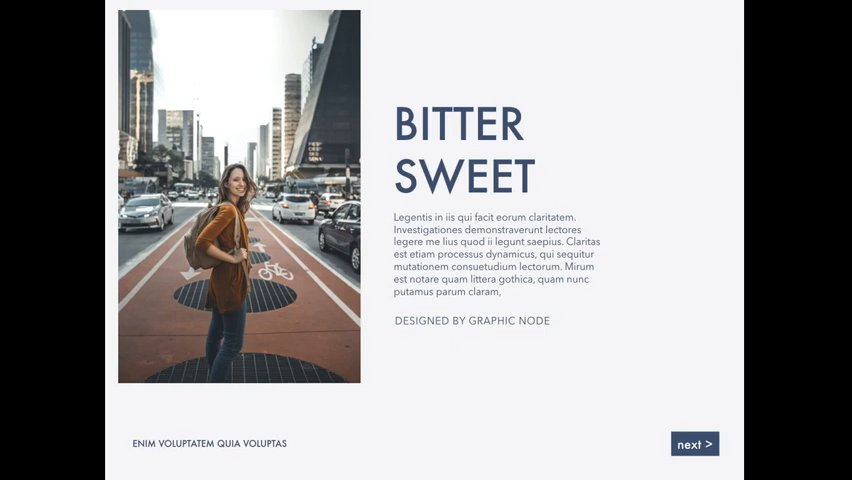 BITTER
SWEET
Legentis in iis qui facit eorum claritatem.
Investigationes demonstraverunt lectores
legere me lius quod ii legunt saepius. Claritas
est etiam processus dynamicus, qui sequitur
mutationem consuetudium lectorum. Mirum
est notare quam littera gothica, quam nunc
putamus parum claram,
DESIGNED BY GRAPHIC NODE
ENIM VOLUPTATEM QUIA VOLUPTAS
next >